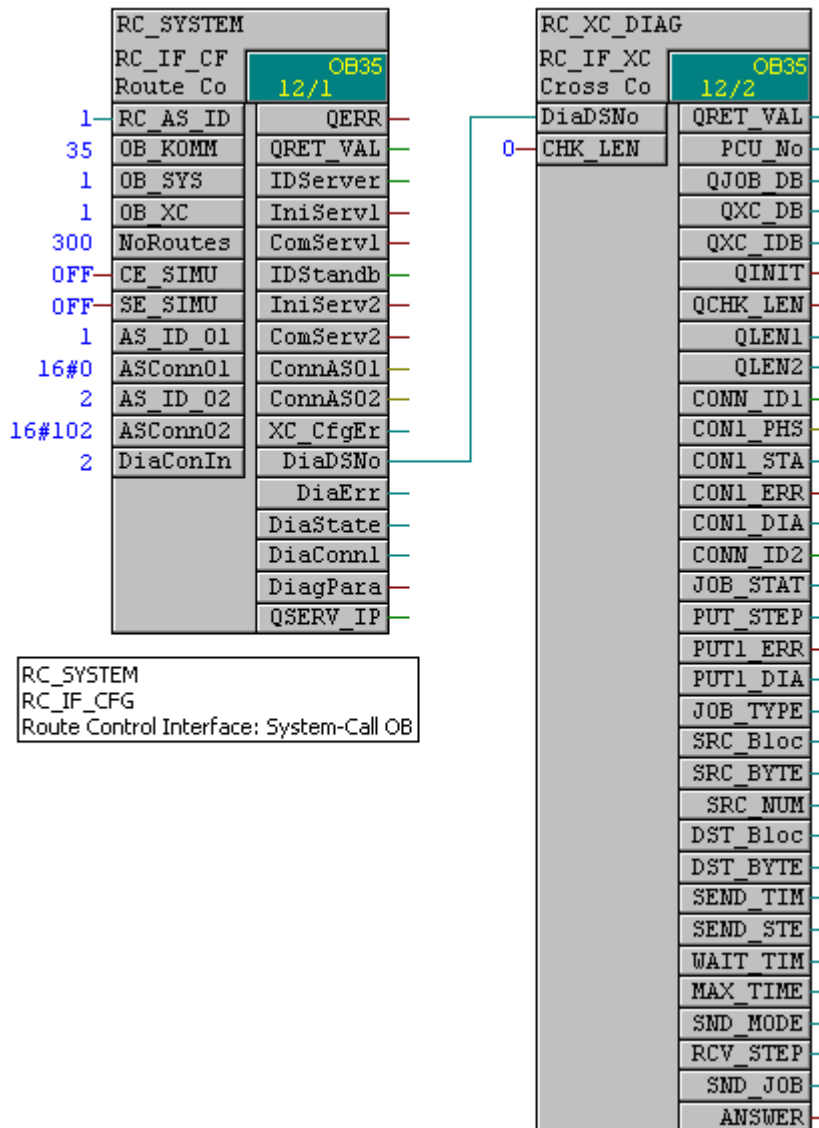 RC_SYSTEM
RC_IF_CF
Route Co
OB35
12/1
1 RC_AS_ID QERR
35 OB_KOMM QRET_VAL
1 OB_SYS IDServer
1 OB_XC IniServ1
300 NoRoutes ComServ1
OFF CE_SIMU IDStandb
OFF SE_SIMU IniServ2
1 AS_ID_01 ComServ2
16#0 ASConn01 ConnAS01
2 AS_ID_02 ConnAS02
16#102 ASConn02 XC_CfgEr
2 DiaConIn DiaDSNo
DiaErr
DiaState
DiaConn1
DiagPara
QSERV_IP
RC_SYSTEM
RC_IF_CFG
Route Control Interface: System-Call OB
RC_XC_DIAG
RC_IF_XC
Cross Co
OB35
12/2
DiaDSNo QRET_VAL
0 CHK_LEN PCU_No
QJOB_DB
QXC_DB
QXC_IDB
QINIT
QCHK_LEN
QLEN1
QLEN2
CONN_ID1
CON1_PHS
CON1_STA
CON1_ERR
CON1_DIA
CONN_ID2
JOB_STAT
PUT_STEP
PUT1_ERR
PUT1_DIA
JOB_TYPE
SRC_Bloc
SRC_BYTE
SRC_NUM
DST_Bloc
DST_BYTE
SEND_TIM
SEND_STE
WAIT_TIM
MAX_TIME
SND_MODE
RCV_STEP
SND_JOB
ANSWER